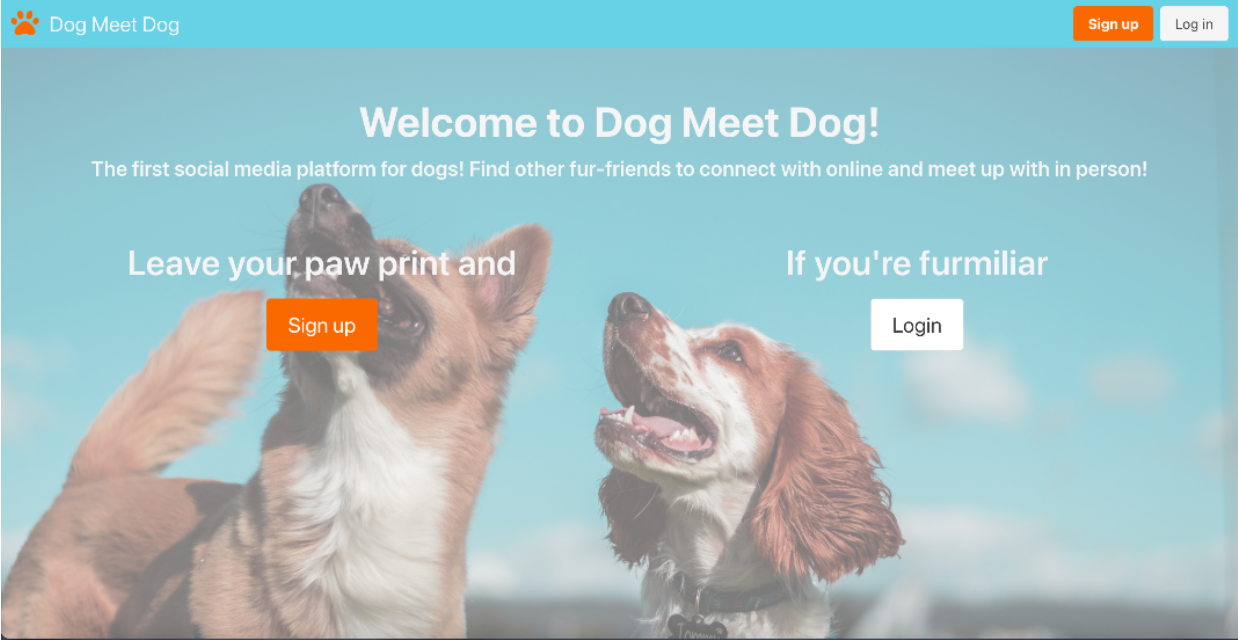 Dog Meet Dog
Sign up
Log in
Welcome to Dog Meet Dog!
The first social media platform for dogs! Find other fur-friends to connect with online and meet up with in person!
Leave your paw print and
Sign up
If you're furmiliar
Login